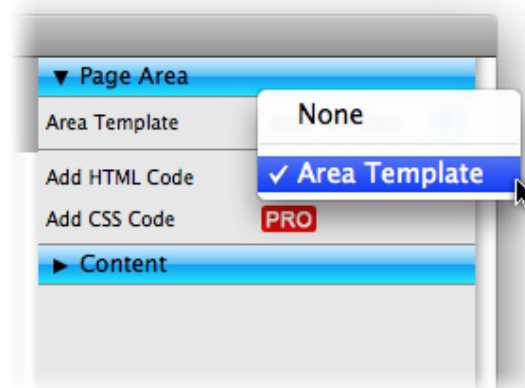 ▼ Page Area
Area Template
None
✓ Area Template
Add HTML Code
Add CSS Code PRO
► Content